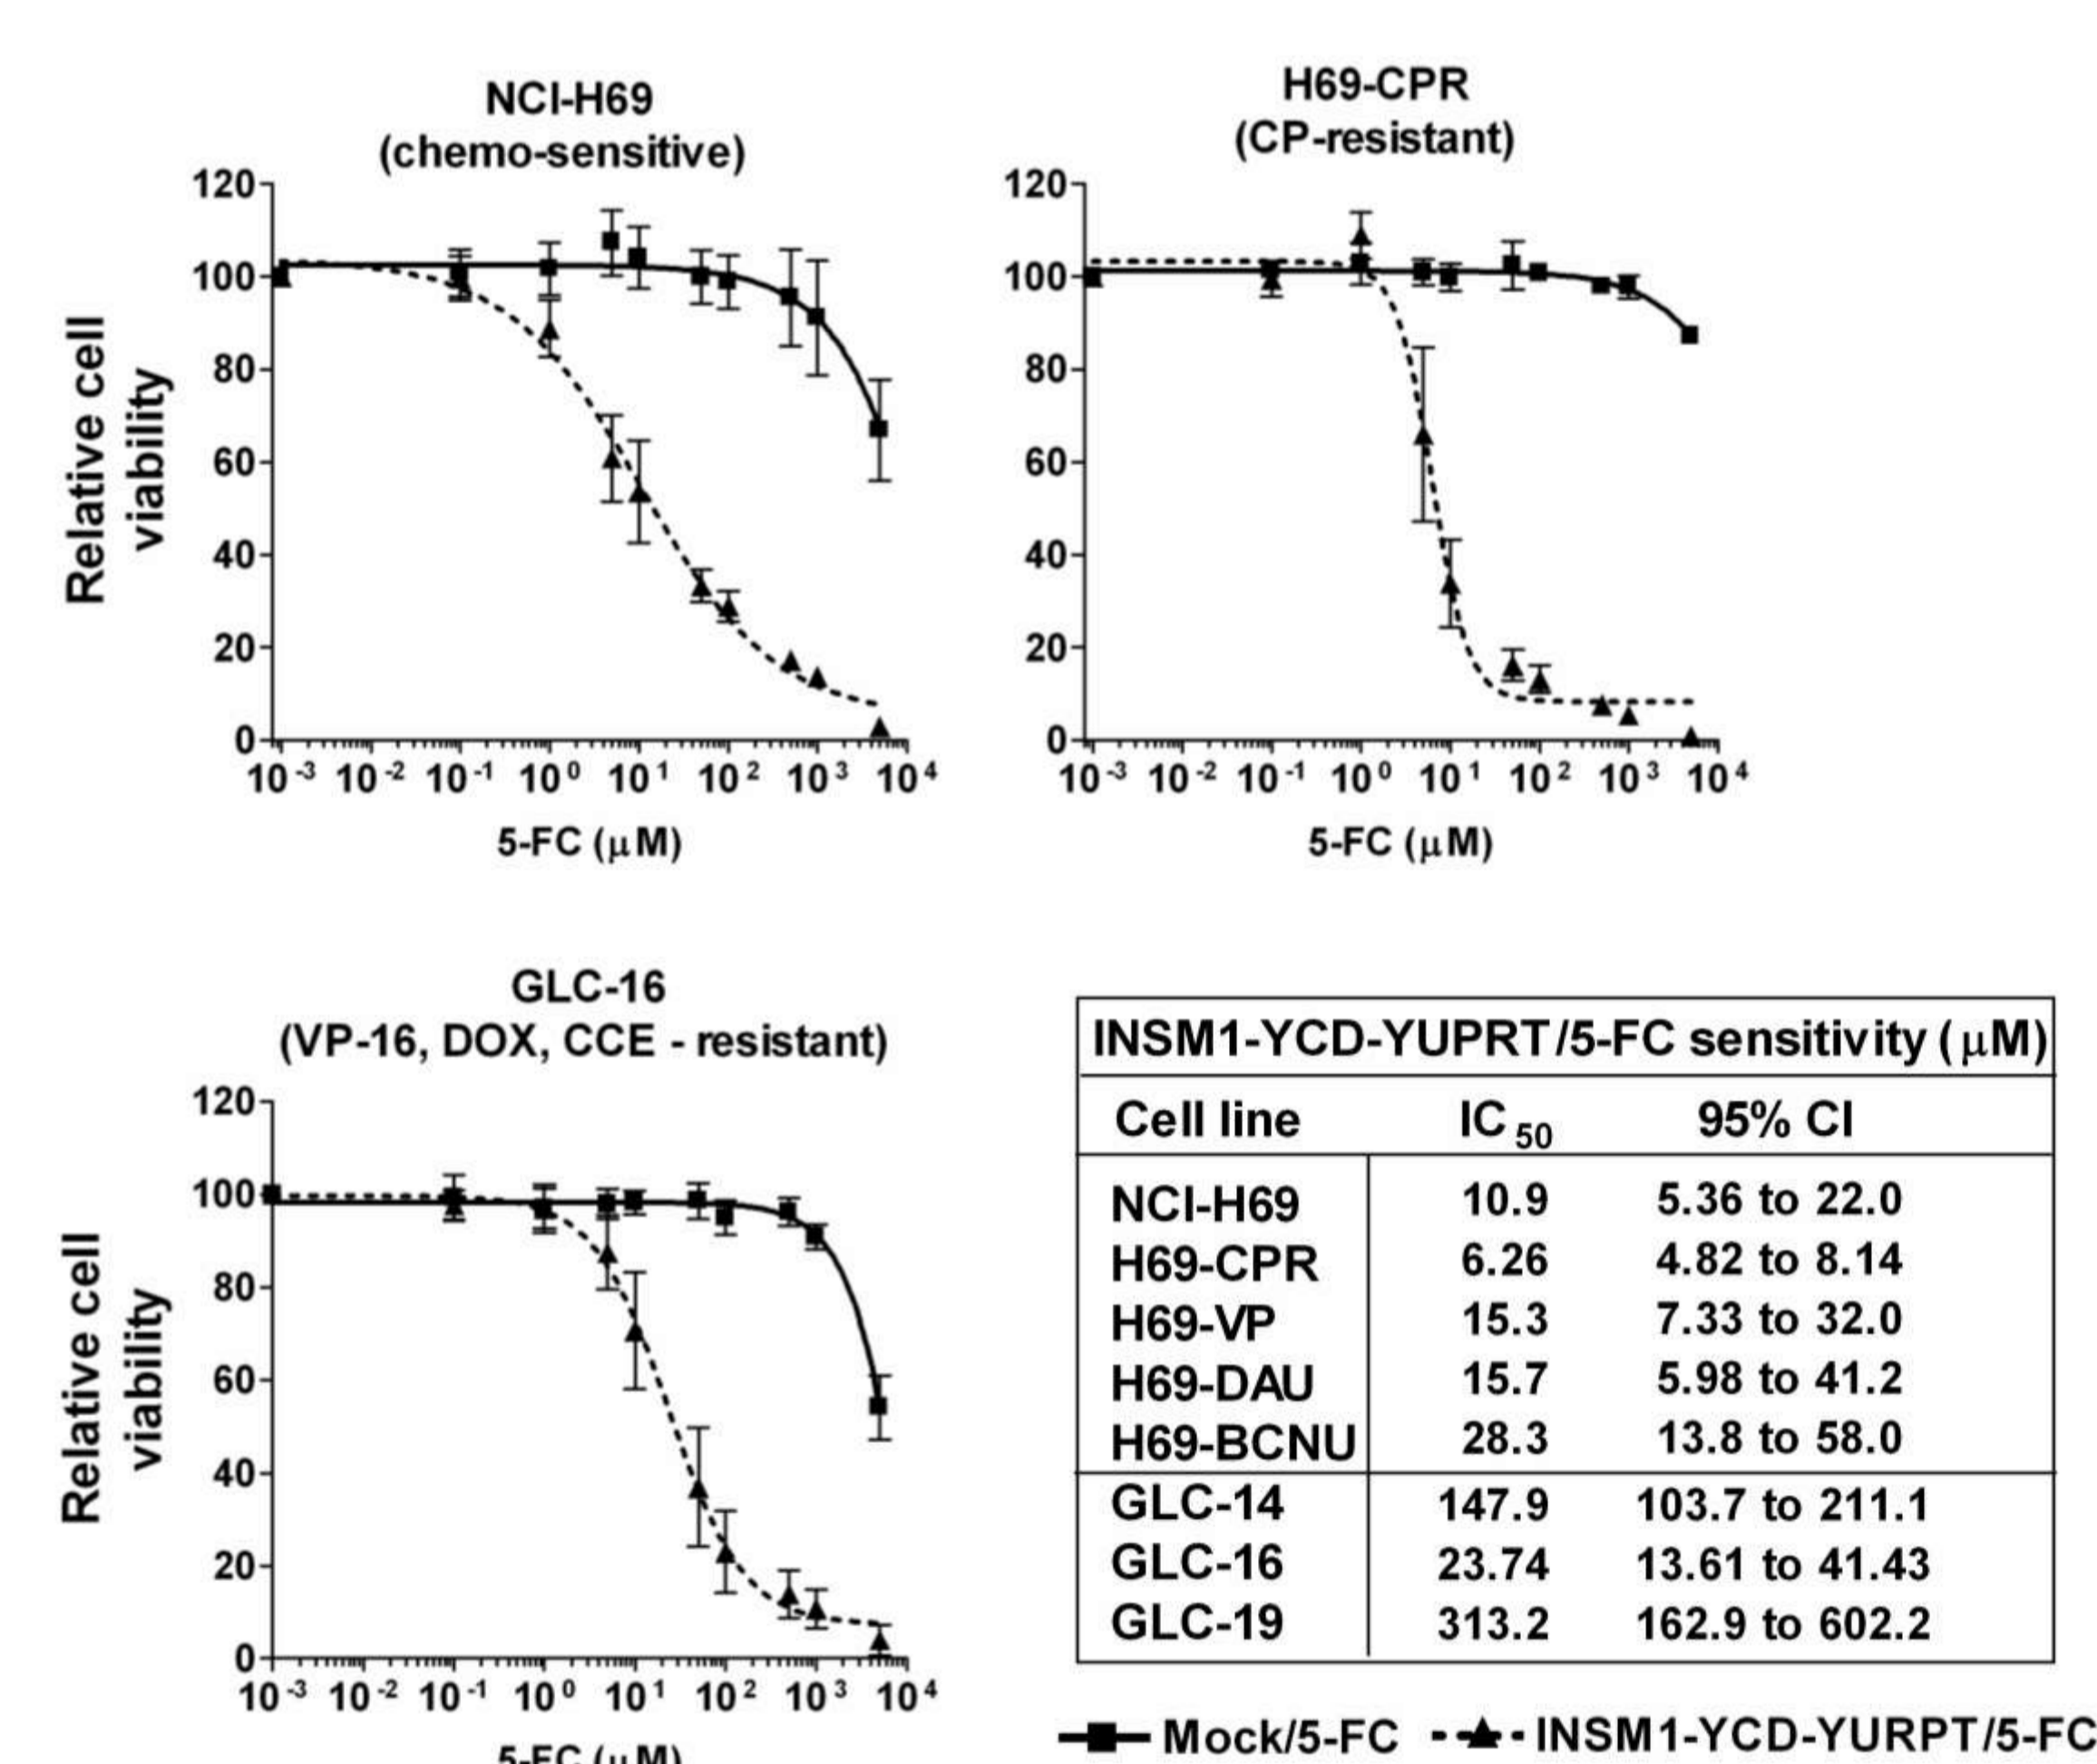 NCI-H69
(chemo-sensitive)
Relative cell
viability
120
100
80
60
40
20
0
10⁻³ 10⁻² 10⁻¹ 10⁰ 10¹ 10² 10³ 10⁴
5-FC (μM)
H69-CPR
(CP-resistant)
120
100
80
60
40
20
0
10⁻³ 10⁻² 10⁻¹ 10⁰ 10¹ 10² 10³ 10⁴
5-FC (μM)
GLC-16
(VP-16, DOX, CCE - resistant)
Relative cell
viability
120
100
80
60
40
20
0
10⁻³ 10⁻² 10⁻¹ 10⁰ 10¹ 10² 10³ 10⁴
5-FC (μM)
INSM1-YCD-YUPRT/5-FC sensitivity (μM)
Cell line IC₅₀ 95% CI
NCI-H69 10.9 5.36 to 22.0
H69-CPR 6.26 4.82 to 8.14
H69-VP 15.3 7.33 to 32.0
H69-DAU 15.7 5.98 to 41.2
H69-BCNU 28.3 13.8 to 58.0
GLC-14 147.9 103.7 to 211.1
GLC-16 23.74 13.61 to 41.43
GLC-19 313.2 162.9 to 602.2
Mock/5-FC INSM1-YCD-YURPT/5-FC